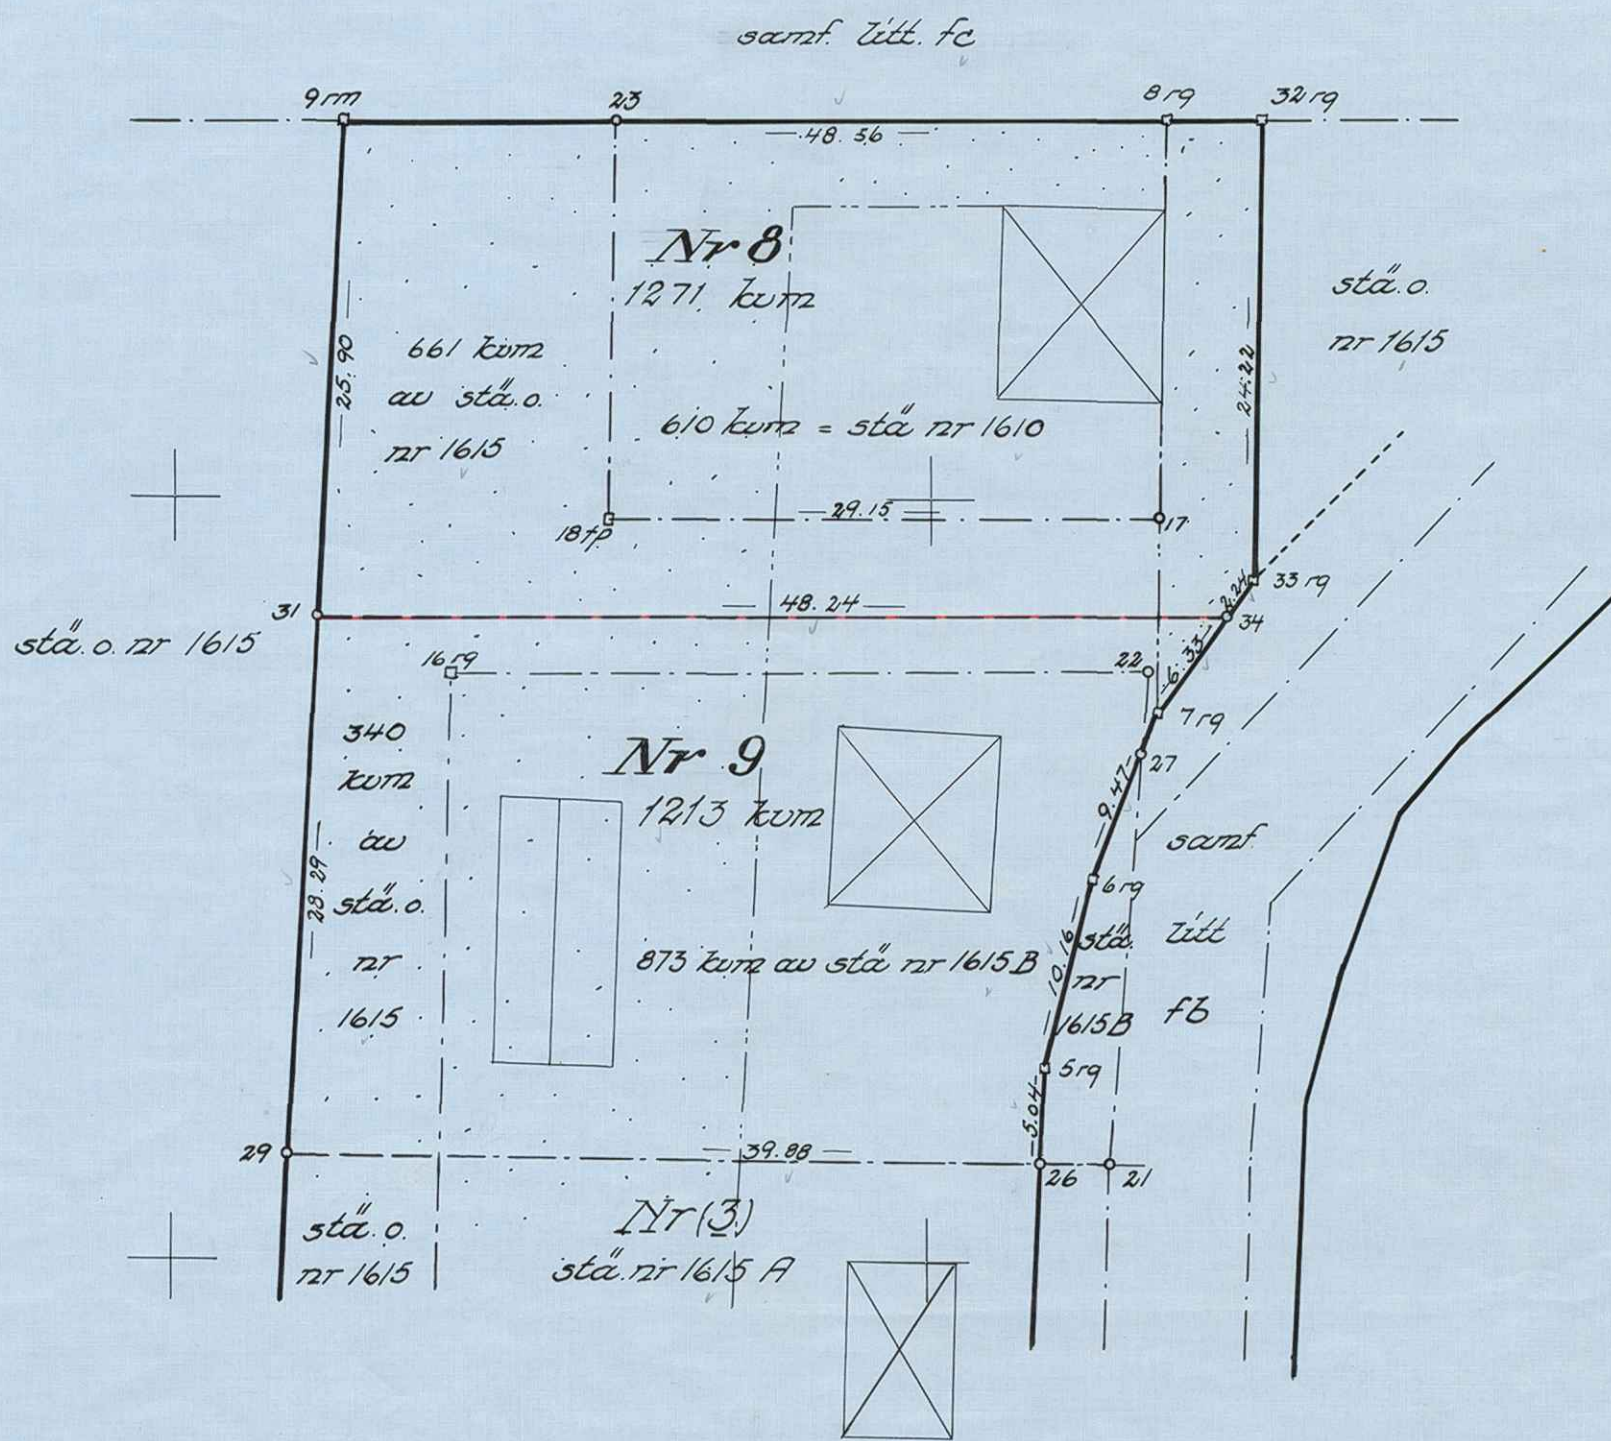 samf. litt. fc
9 rm
23
8 rg
32 rg
48.56
Nr 8
1271 kvm
stä.o.
nr 1615
661 kvm
av stä.o.
nr 1615
25.90
24.22
610 kvm = stä nr 1610
29.15
18 fp
17
33 rg
2.24
31
48.24
34
stä.o. nr 1615
16 rg
22
6.33
7 rg
340
kvm
av
stä.o.
nr
1615
Nr 9
1213 kvm
27
9.47
samf.
28.29
6 rg
873 kvm av stä nr 1615 B
10.16
stä.
nr
1615 B
litt
fb
5 rg
5.04
29
39.88
26
21
stä.o.
nr 1615
Nr (3)
stä. nr 1615 A